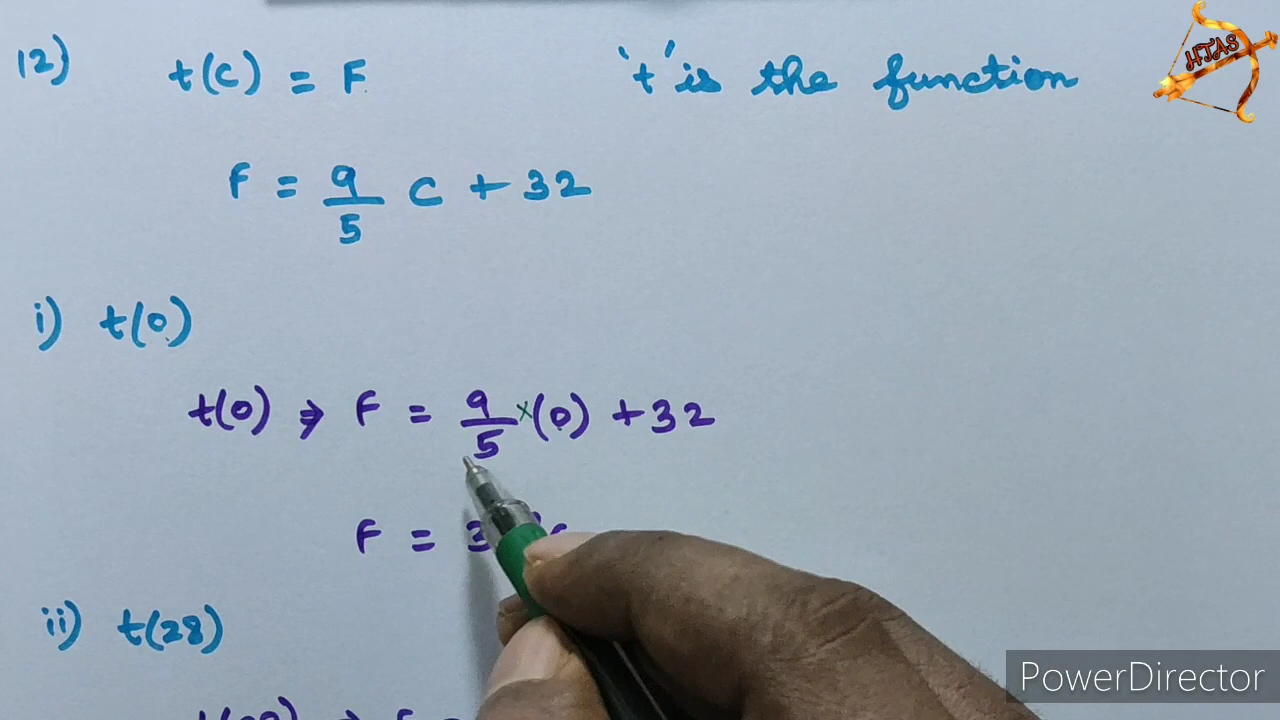 HTAS
12) t(C) = F 't' is the function
F = 9/5 C + 32
i) t(0)
t(0) ⇒ F = 9/5 × (0) + 32
F = 3
ii) t(28)
PowerDirector